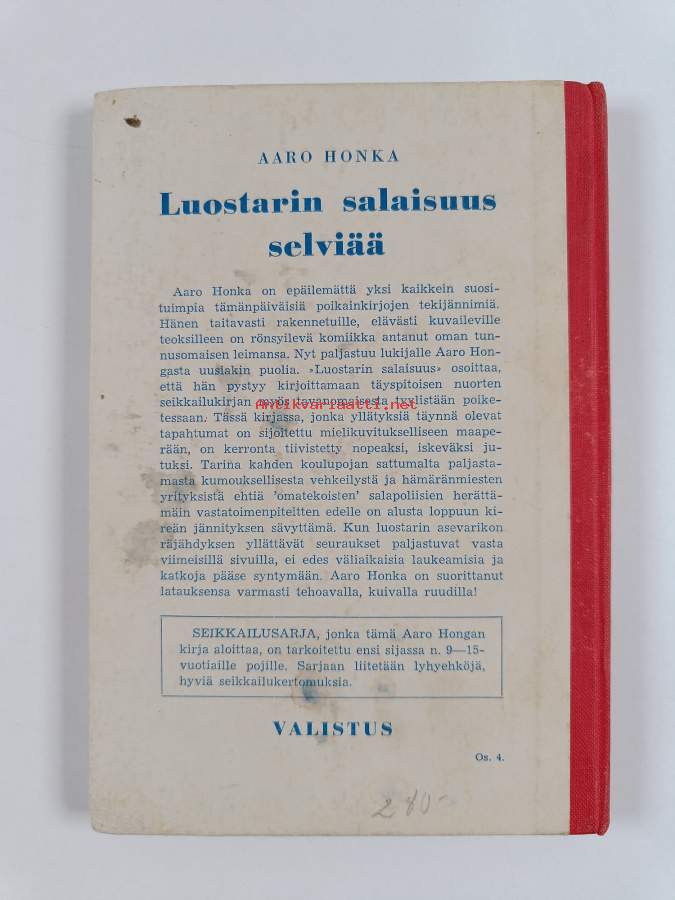 AARO HONKA
Luostarin salaisuus
selviää
Aaro Honka on epäilemättä yksi kaikkein suosi-
tuimpia tämänpäiväisiä poikainkirjojen tekijännimiä.
Hänen taitavasti rakennetuille, elävästi kuvaileville
teoksilleen on rönsyilevä komiikka antanut oman tun-
nusomaisen leimansa. Nyt paljastuu lukijalle Aaro Hon-
gasta uusiakin puolia. »Luostarin salaisuus» osoittaa,
että hän pystyy kirjoittamaan täyspitoisen nuorten
seikkailukirjan myös tavanomaisesta tyylistään poike-
Antikvariaatti.net
tessaan. Tässä kirjassa, jonka yllätyksiä täynnä olevat
tapahtumat on sijoitettu mielikuvitukselliseen maape-
rään, on kerronta tiivistetty nopeaksi, iskeväksi ju-
tuksi. Tarina kahden koulupojan sattumalta paljasta-
masta kumouksellisesta vehkeilystä ja hämäränmiesten
yrityksistä ehtiä 'omatekoisten' salapoliisien herättä-
mäin vastatoimenpiteitten edelle on alusta loppuun ki-
reän jännityksen sävyttämä. Kun luostarin asevarikon
räjähdyksen yllättävät seuraukset paljastuvat vasta
viimeisillä sivuilla, ei edes väliaikaisia laukeamisia ja
katkoja pääse syntymään. Aaro Honka on suorittanut
latauksensa varmasti tehoavalla, kuivalla ruudilla!
SEIKKAILUSARJA, jonka tämä Aaro Hongan
kirja aloittaa, on tarkoitettu ensi sijassa n. 9—15-
vuotiaille pojille. Sarjaan liitetään lyhyehköjä,
hyviä seikkailukertomuksia.
VALISTUS
Os. 4.
280-